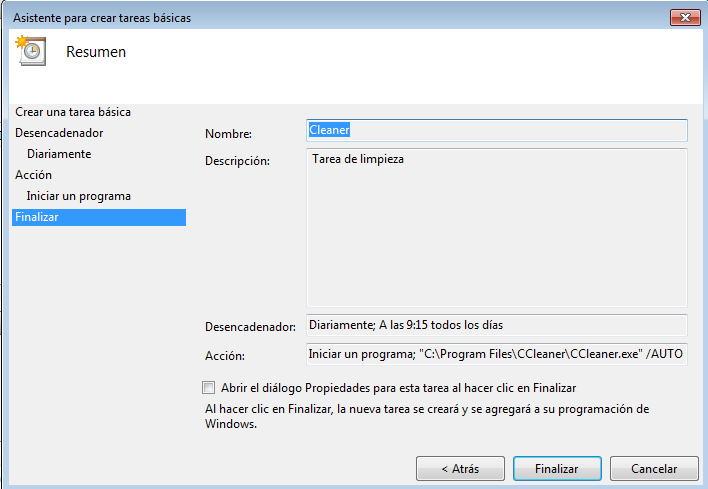 Asistente para crear tareas básicas
Resumen
Crear una tarea básica
Desencadenador
Diariamente
Acción
Iniciar un programa
Finalizar
Nombre:
Cleaner
Descripción:
Tarea de limpieza
Desencadenador:
Diariamente; A las 9:15 todos los días
Acción:
Iniciar un programa; "C:\Program Files\CCleaner\CCleaner.exe" /AUTO
Abrir el diálogo Propiedades para esta tarea al hacer clic en Finalizar
Al hacer clic en Finalizar, la nueva tarea se creará y se agregará a su programación de
Windows.
< Atrás
Finalizar
Cancelar